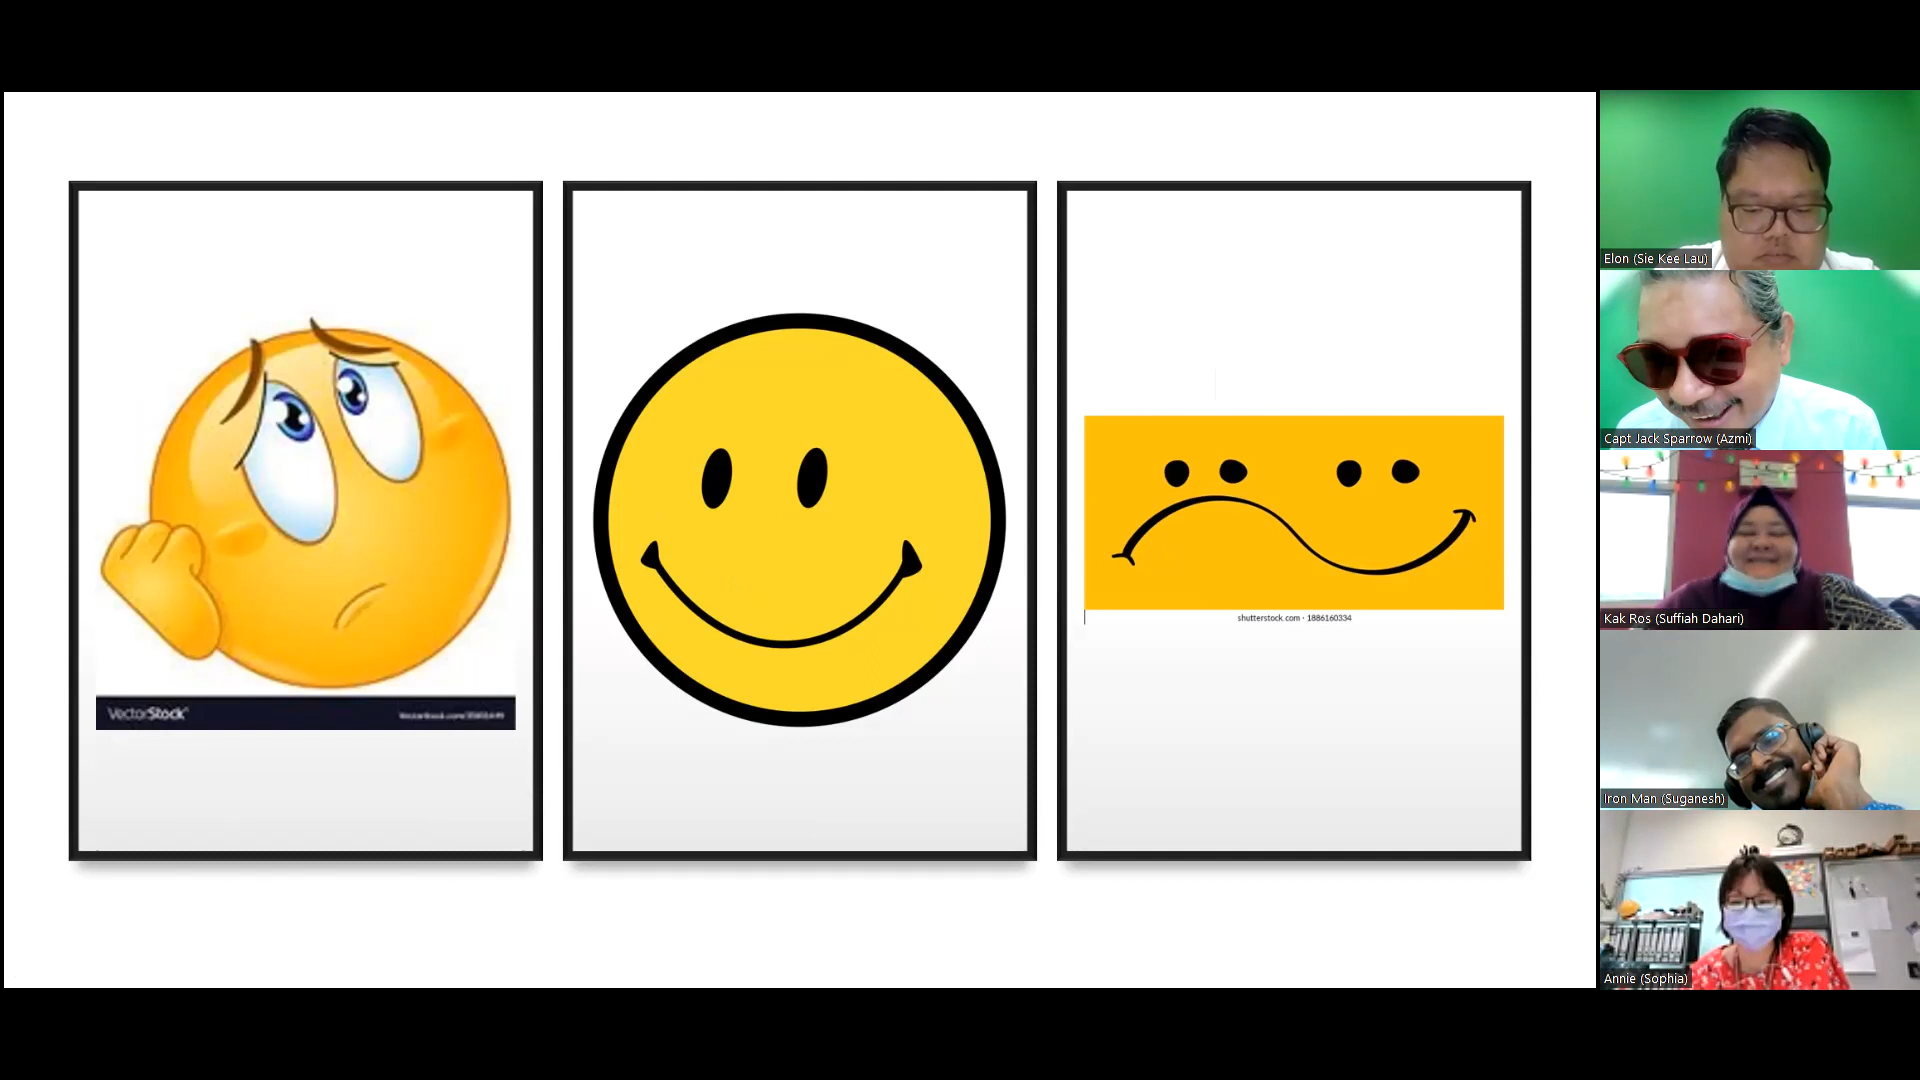 VectorStock®
shutterstock.com · 1886160334
Elon (Sie Kee Lau)
Capt Jack Sparrow (Azmi)
Kak Ros (Suffiah Dahari)
Iron Man (Suganesh)
Annie (Sophia)